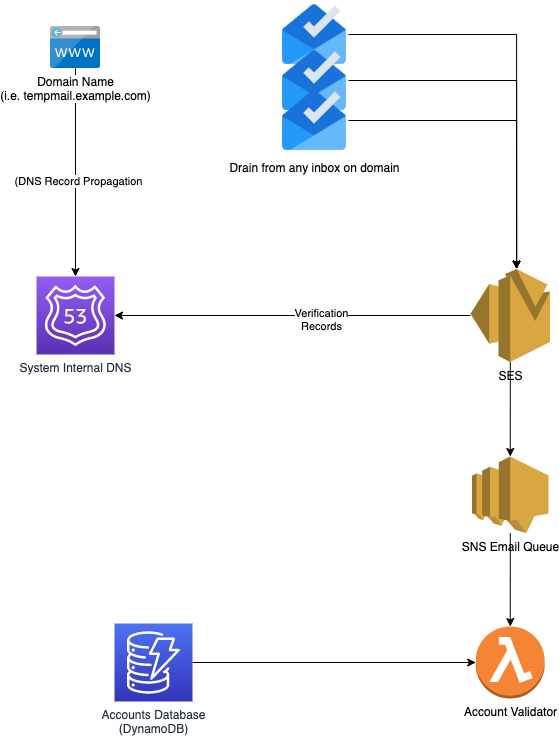 WWW
Domain Name
(i.e. tempmail.example.com)
Drain from any inbox on domain
(DNS Record Propagation
53
System Internal DNS
Verification
Records
SES
SNS Email Queue
Accounts Database
(DynamoDB)
Account Validator